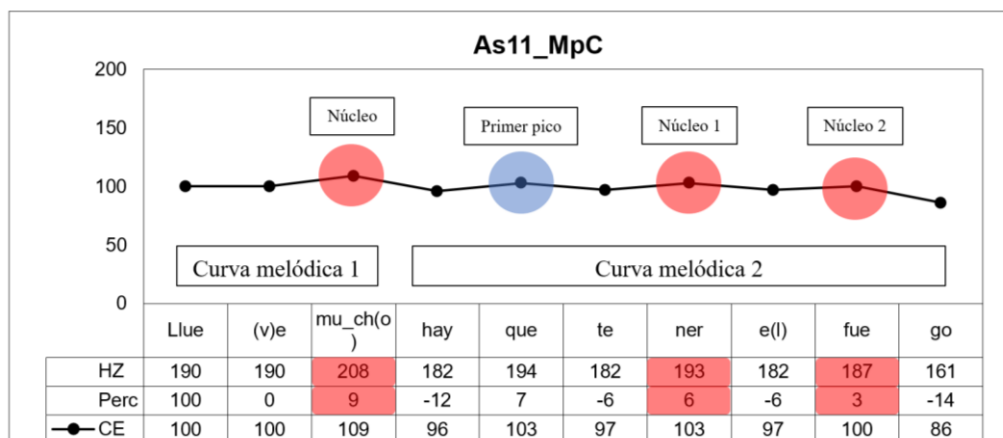 As11_MpC
200
150
100
50
0
Núcleo
Primer pico
Núcleo 1
Núcleo 2
Curva melódica 1
Curva melódica 2
Llue (v)e mu_ch(o) hay que te ner e(l) fue go
HZ 190 190 208 182 194 182 193 182 187 161
Perc 100 0 9 -12 7 -6 6 -6 3 -14
CE 100 100 109 96 103 97 103 97 100 86